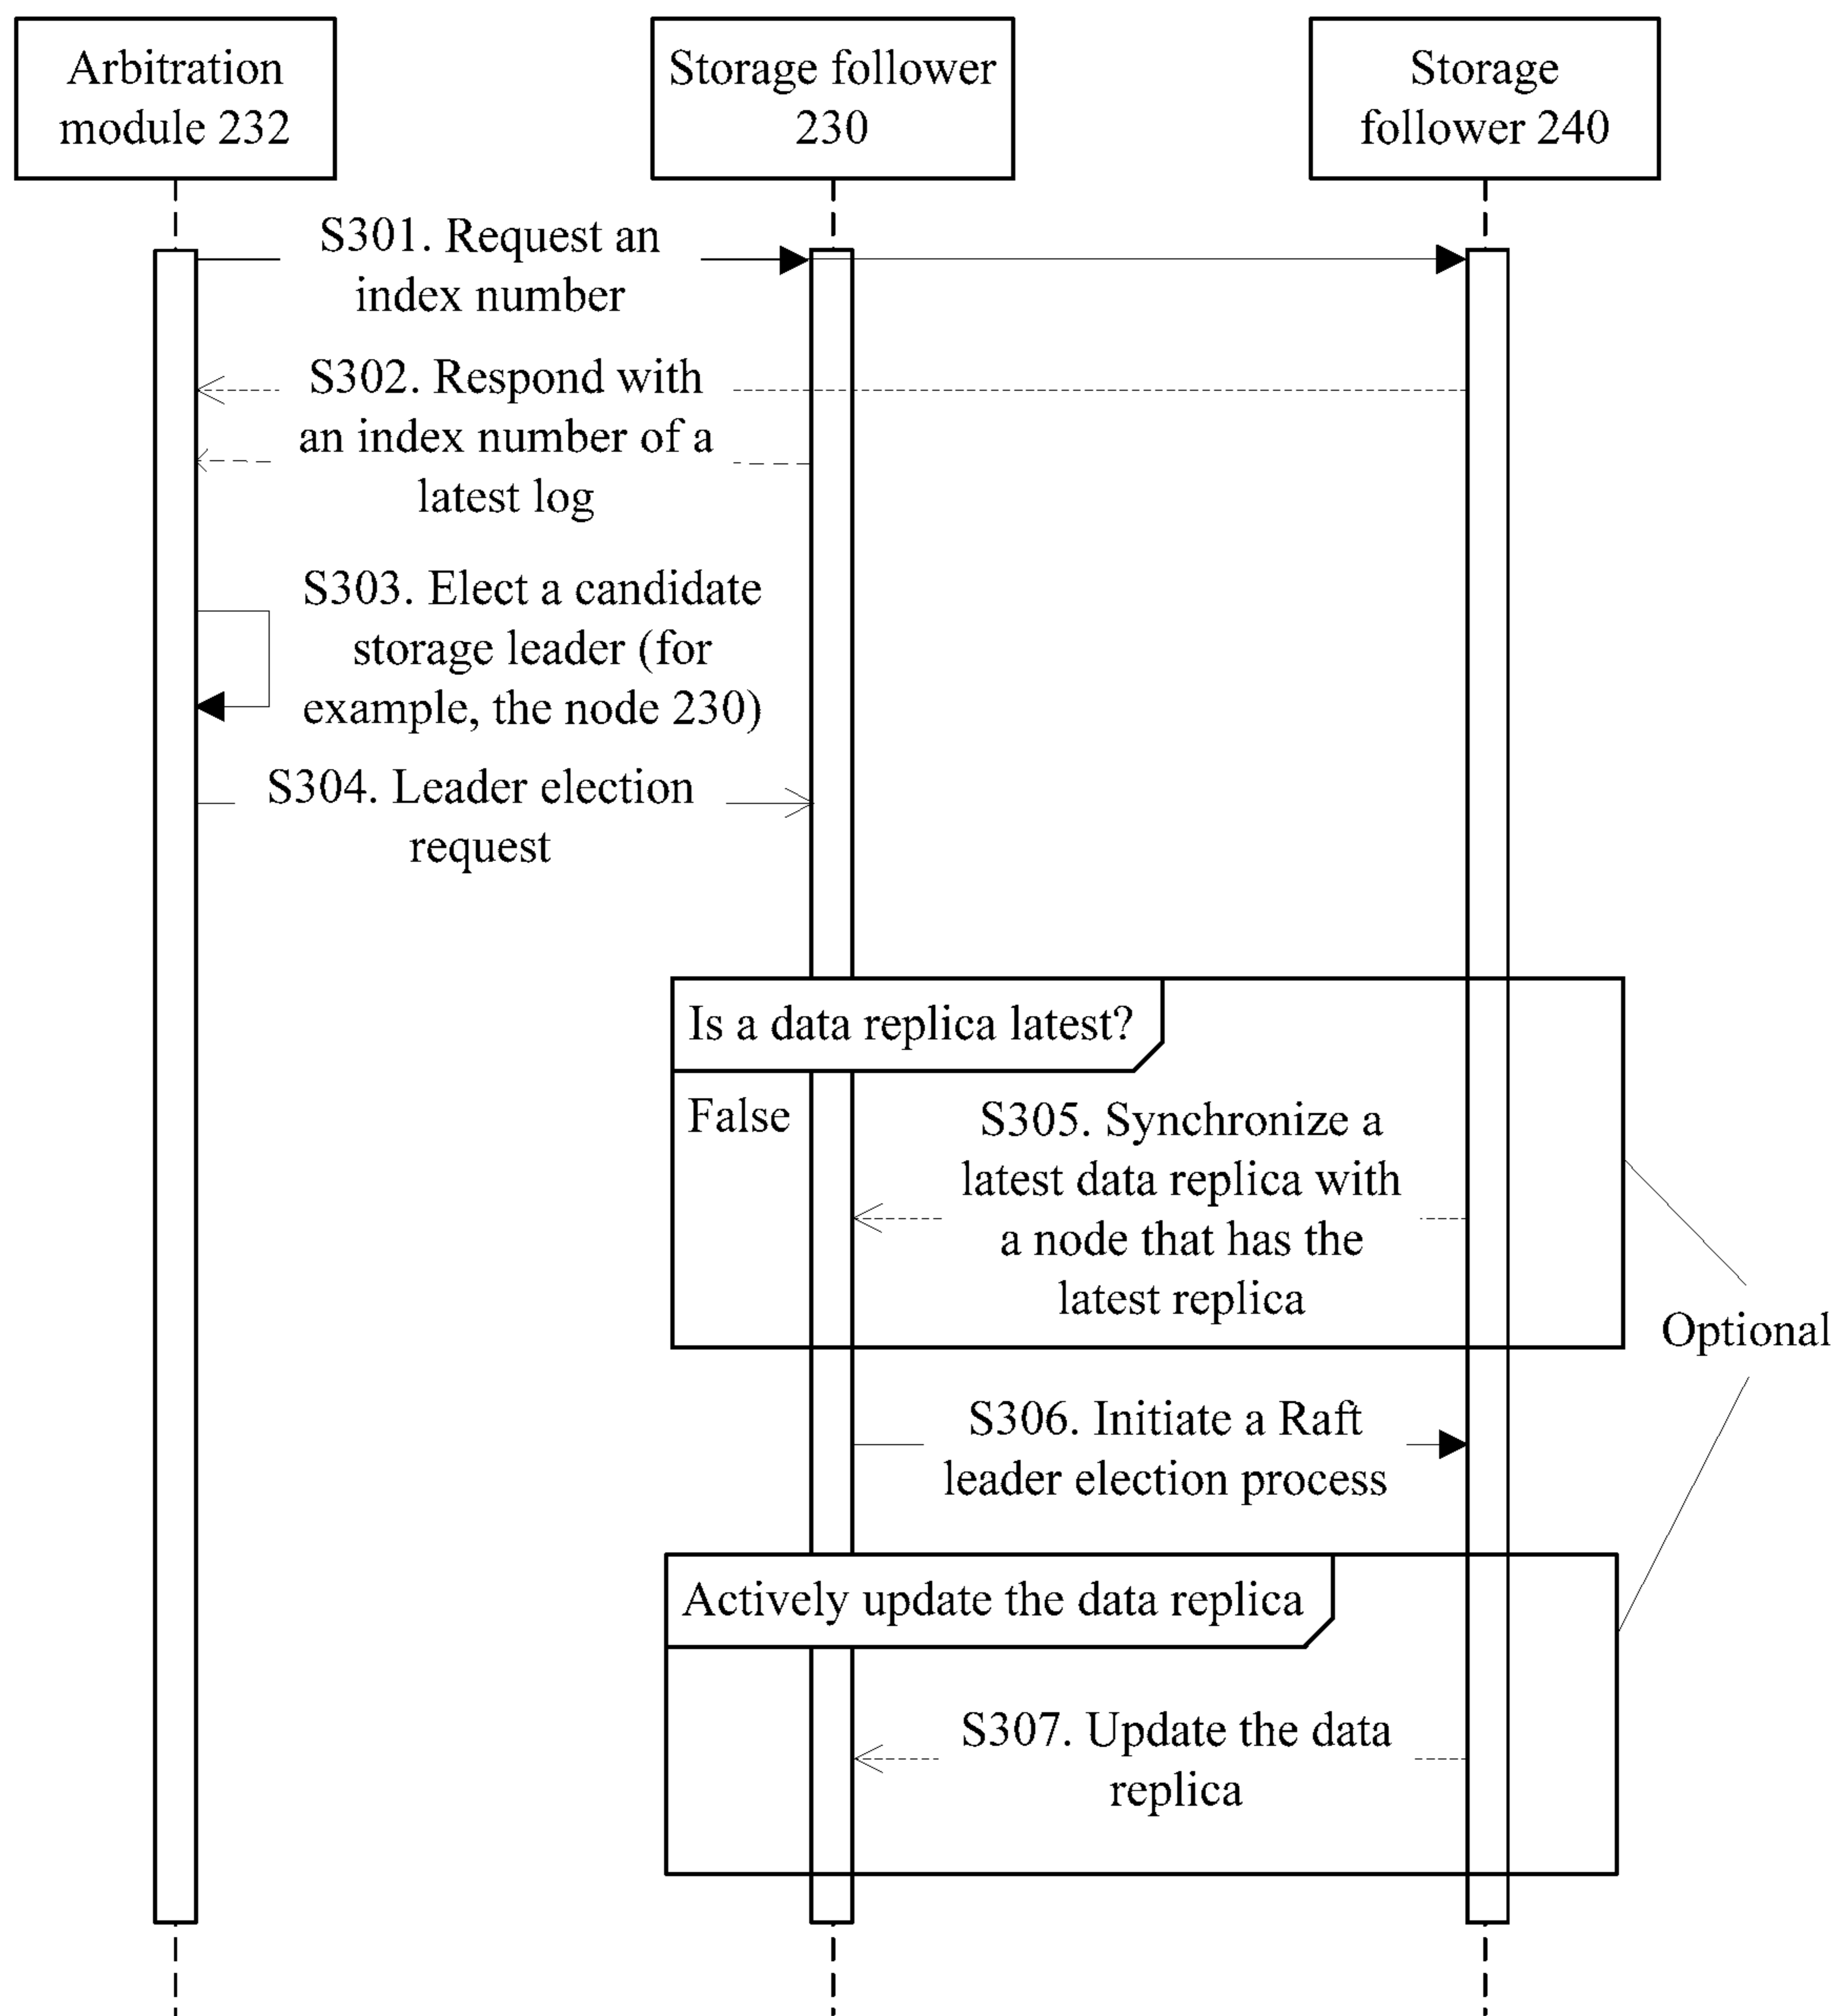 Arbitration
module 232
Storage follower
230
Storage
follower 240
S301. Request an
index number
S302. Respond with
an index number of a
latest log
S303. Elect a candidate
storage leader (for
example, the node 230)
S304. Leader election
request
Is a data replica latest?
False
S305. Synchronize a
latest data replica with
a node that has the
latest replica
Optional
S306. Initiate a Raft
leader election process
Actively update the data replica
S307. Update the data
replica